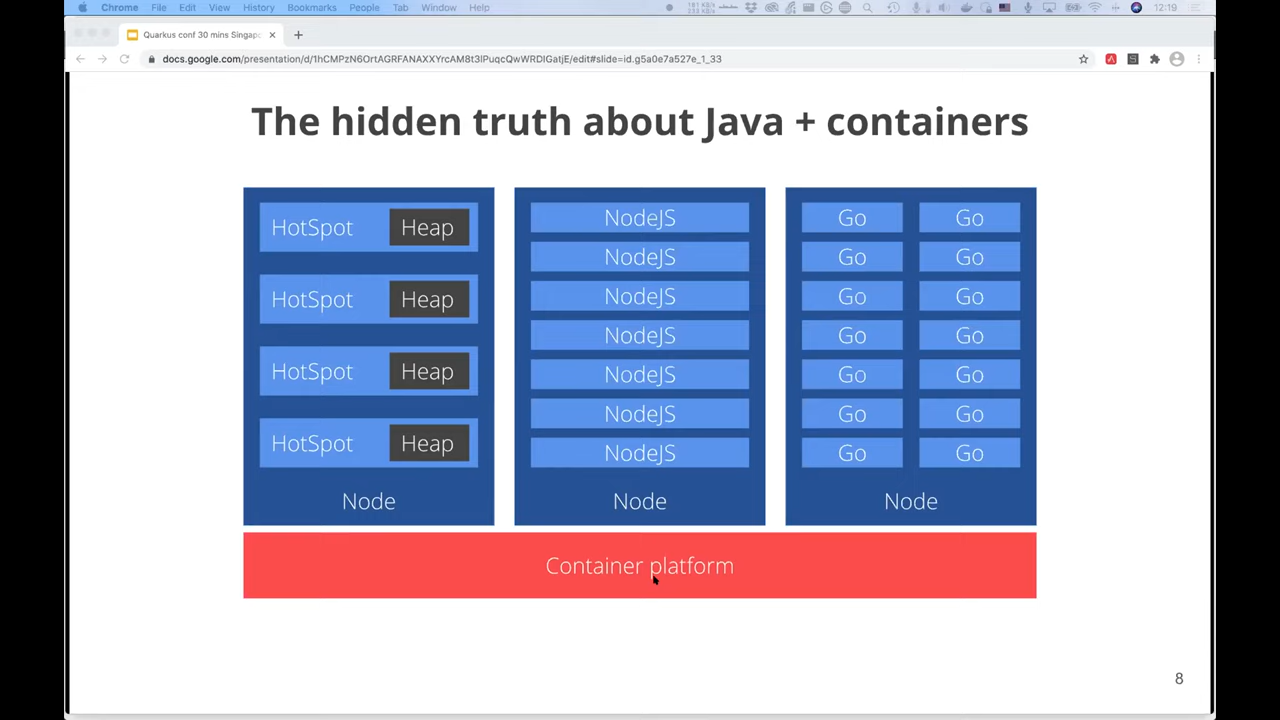 Chrome File Edit View History Bookmarks People Tab Window Help 12:19
Quarkus conf 30 mins Singap
docs.google.com/presentation/d/1hCMPzN6OrtAGRFANAXYrcAM8t3lPuqcQwWRDIGatjE/edit#slide=id.g5a0e7a527e_1_33
The hidden truth about Java + containers
HotSpot Heap
HotSpot Heap
HotSpot Heap
HotSpot Heap
Node
NodeJS
NodeJS
NodeJS
NodeJS
NodeJS
NodeJS
NodeJS
Node
Go Go
Go Go
Go Go
Go Go
Go Go
Go Go
Go Go
Node
Container platform
8